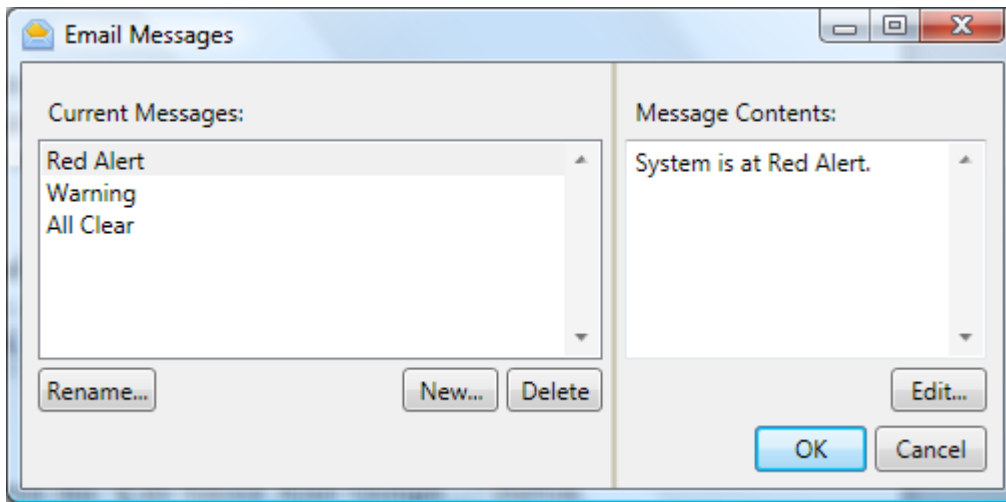 Email Messages
Current Messages:
Red Alert
Warning
All Clear
Rename...
New...
Delete
Message Contents:
System is at Red Alert.
Edit...
OK
Cancel